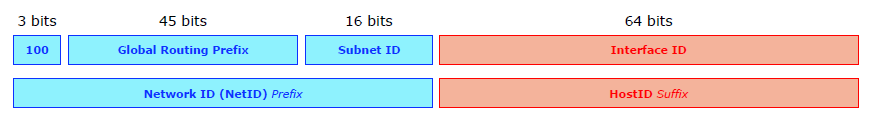 3 bits 45 bits 16 bits 64 bits
100 Global Routing Prefix Subnet ID Interface ID
Network ID (NetID) Prefix HostID Suffix